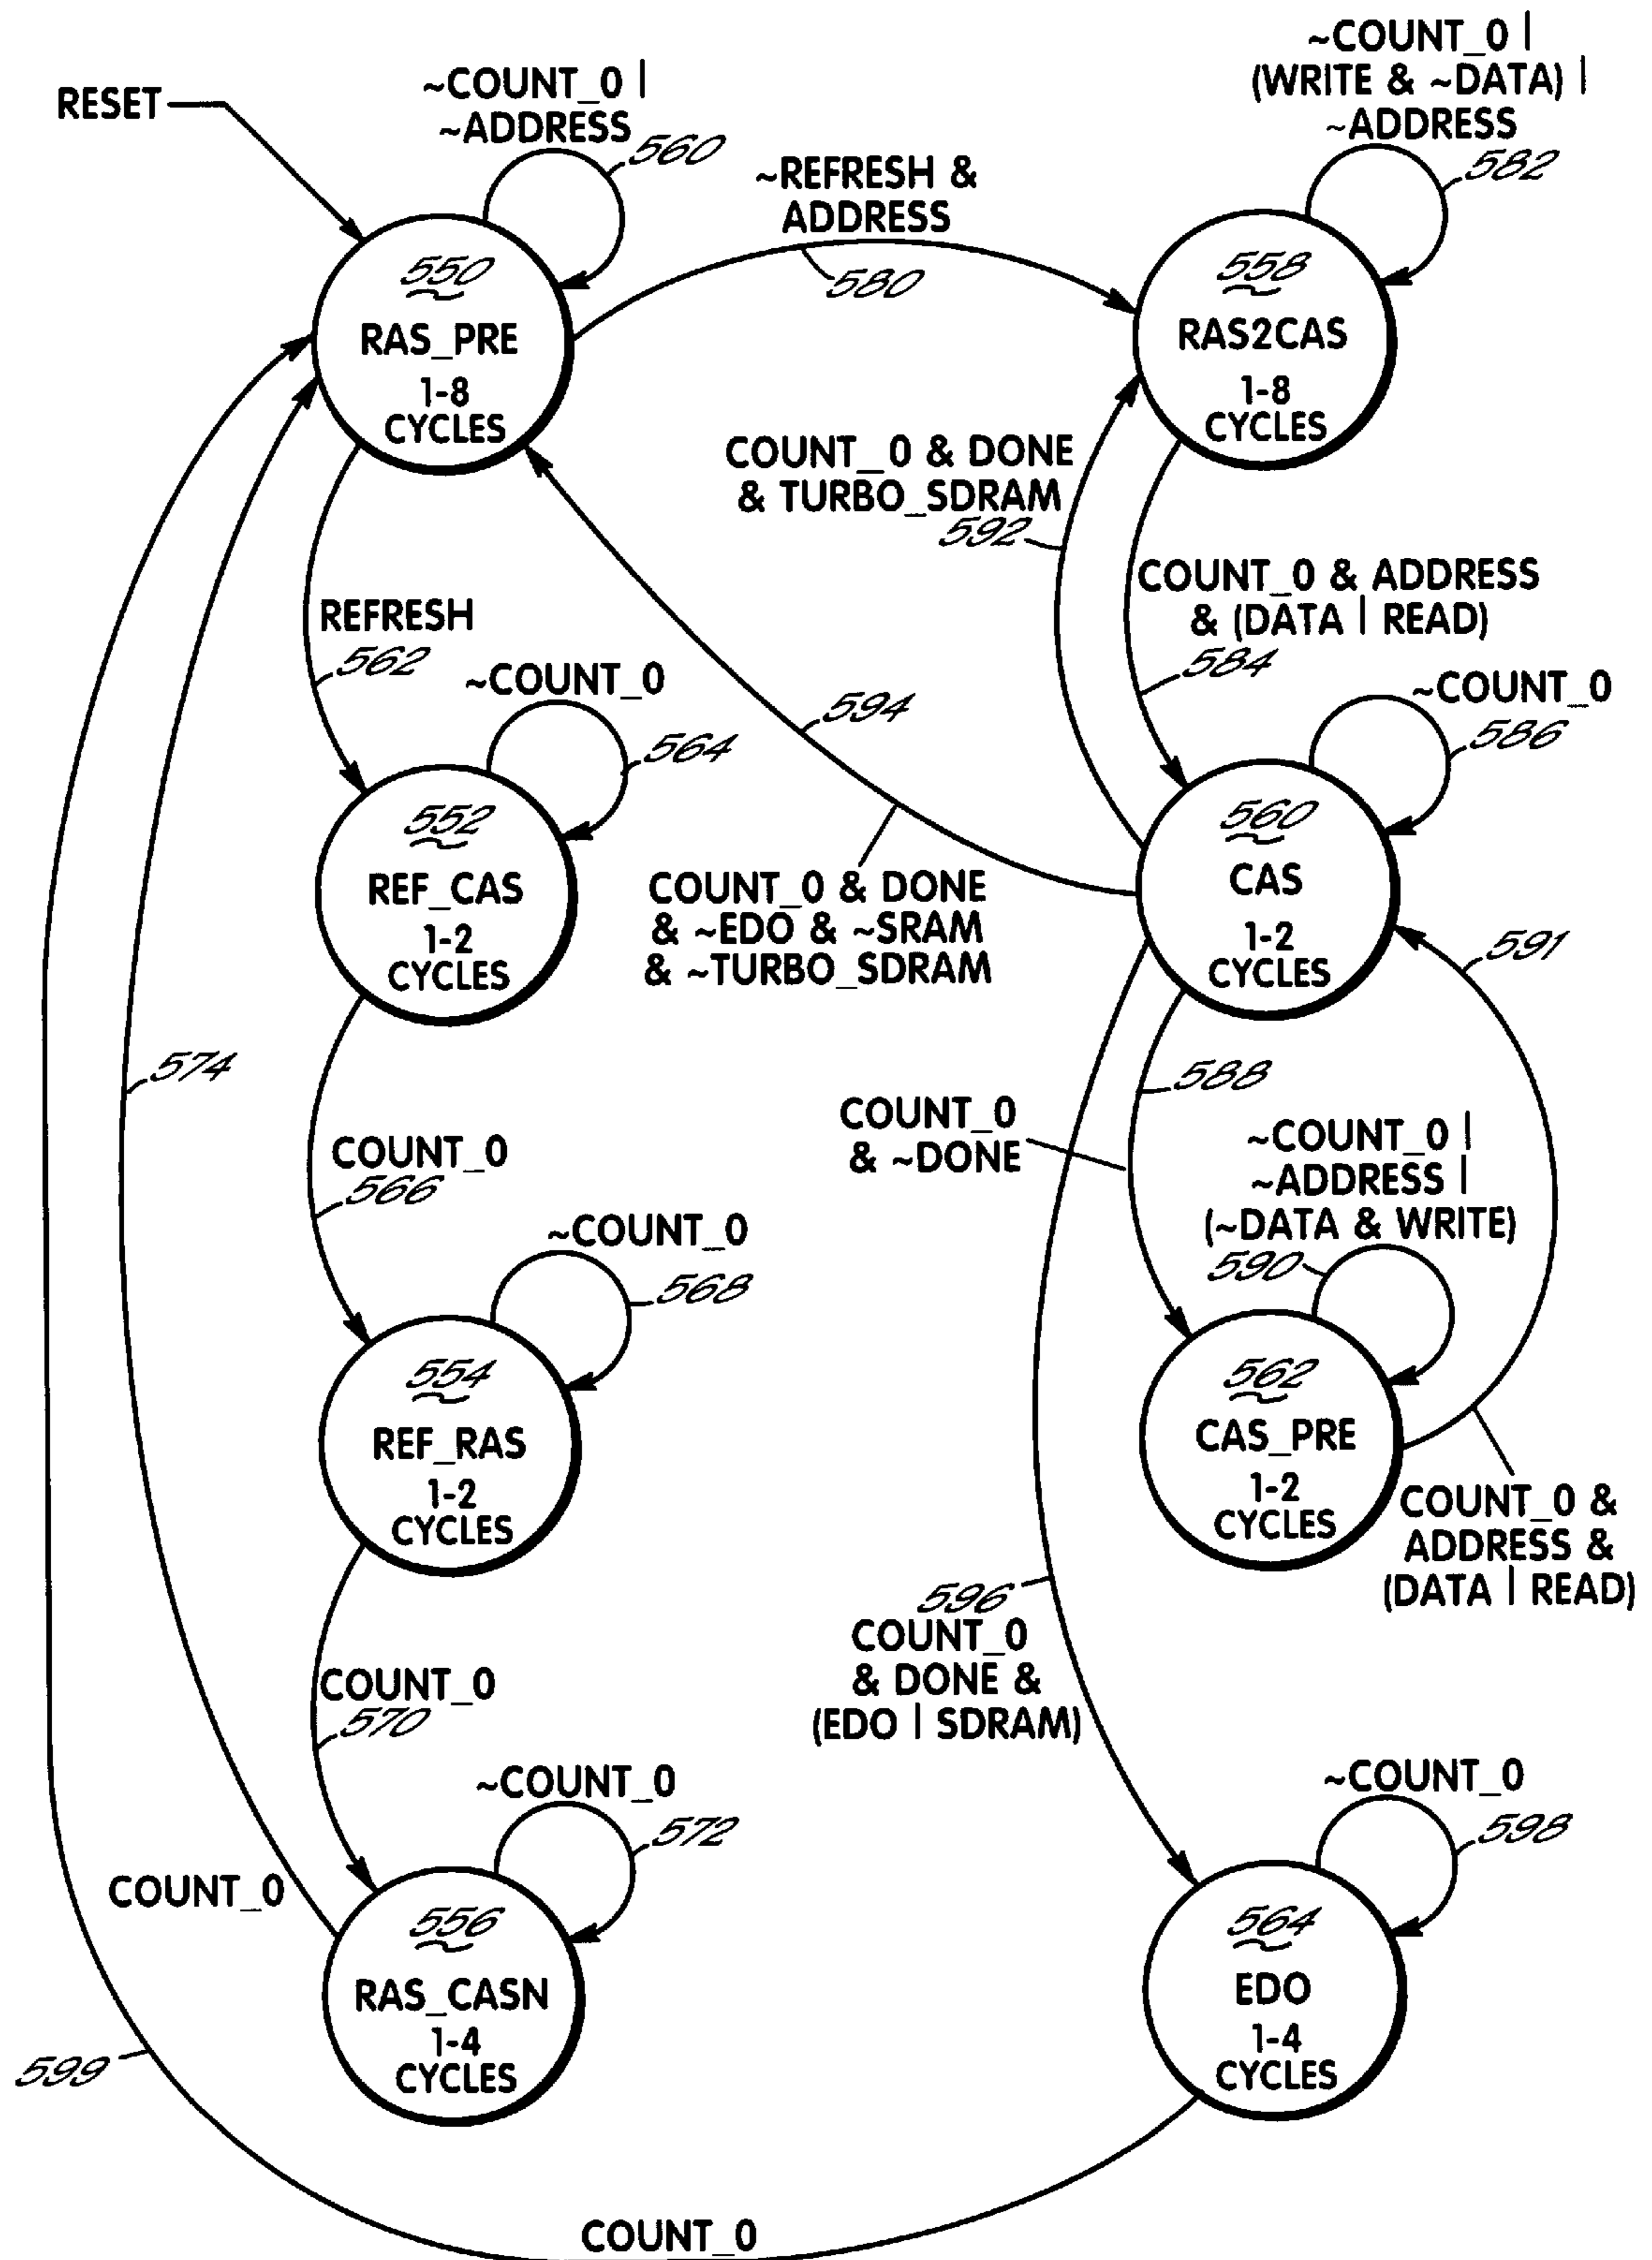 RESET
~COUNT_0 |
~ADDRESS
560
~REFRESH &
ADDRESS
580
~COUNT_0 |
(WRITE & ~DATA) |
~ADDRESS
582
550
RAS_PRE
1-8
CYCLES
558
RAS2CAS
1-8
CYCLES
COUNT_0 & DONE
& TURBO_SDRAM
592
COUNT_0 & ADDRESS
& (DATA | READ)
584
REFRESH
562
~COUNT_0
564
594
~COUNT_0
586
552
REF_CAS
1-2
CYCLES
COUNT_0 & DONE
& ~EDO & ~SRAM
& ~TURBO_SDRAM
560
CAS
1-2
CYCLES
591
574
588
COUNT_0
& ~DONE
COUNT_0
566
~COUNT_0 |
~ADDRESS |
(~DATA & WRITE)
590
~COUNT_0
568
554
REF_RAS
1-2
CYCLES
562
CAS_PRE
1-2
CYCLES
COUNT_0 &
ADDRESS &
(DATA | READ)
596
COUNT_0
& DONE &
(EDO | SDRAM)
COUNT_0
570
~COUNT_0
572
~COUNT_0
598
COUNT_0
556
RAS_CASN
1-4
CYCLES
564
EDO
1-4
CYCLES
599
COUNT_0